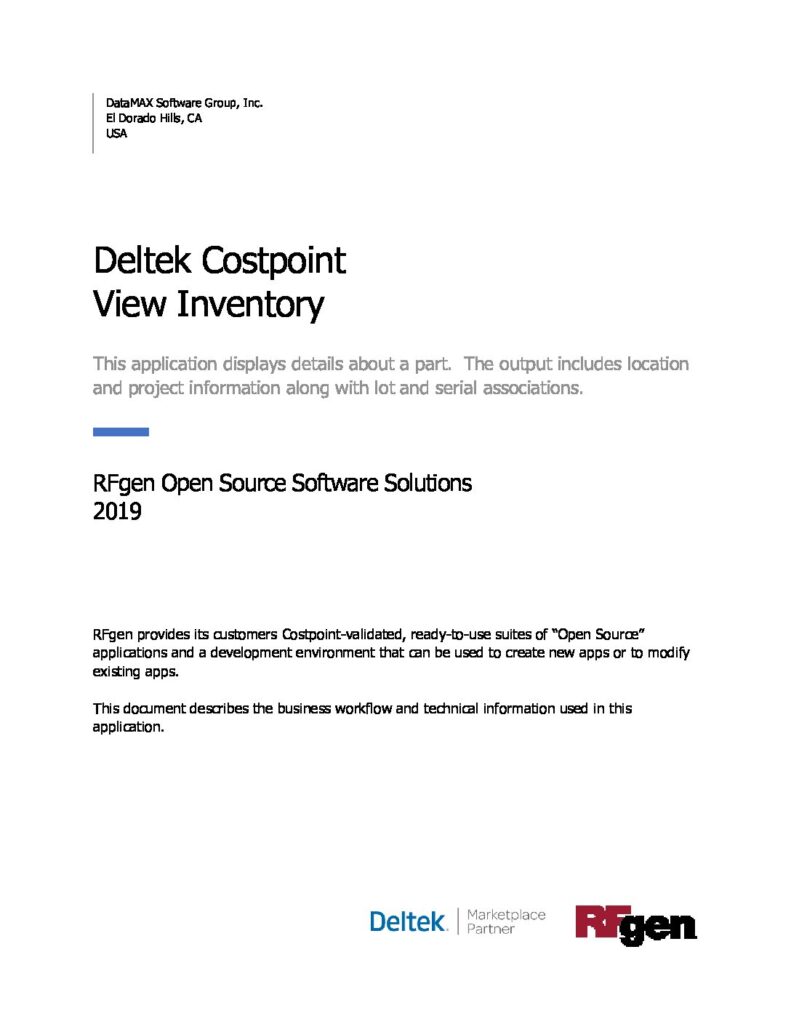 DataMAX Software Group, Inc.
El Dorado Hills, CA
USA
Deltek Costpoint
View Inventory
This application displays details about a part.  The output includes location
and project information along with lot and serial associations.
RFgen Open Source Software Solutions
2019
RFgen provides its customers Costpoint-validated, ready-to-use suites of “Open Source”
applications and a development environment that can be used to create new apps or to modify
existing apps.
This document describes the business workflow and technical information used in this
application.
Deltek.
Marketplace
Partner
RFgen